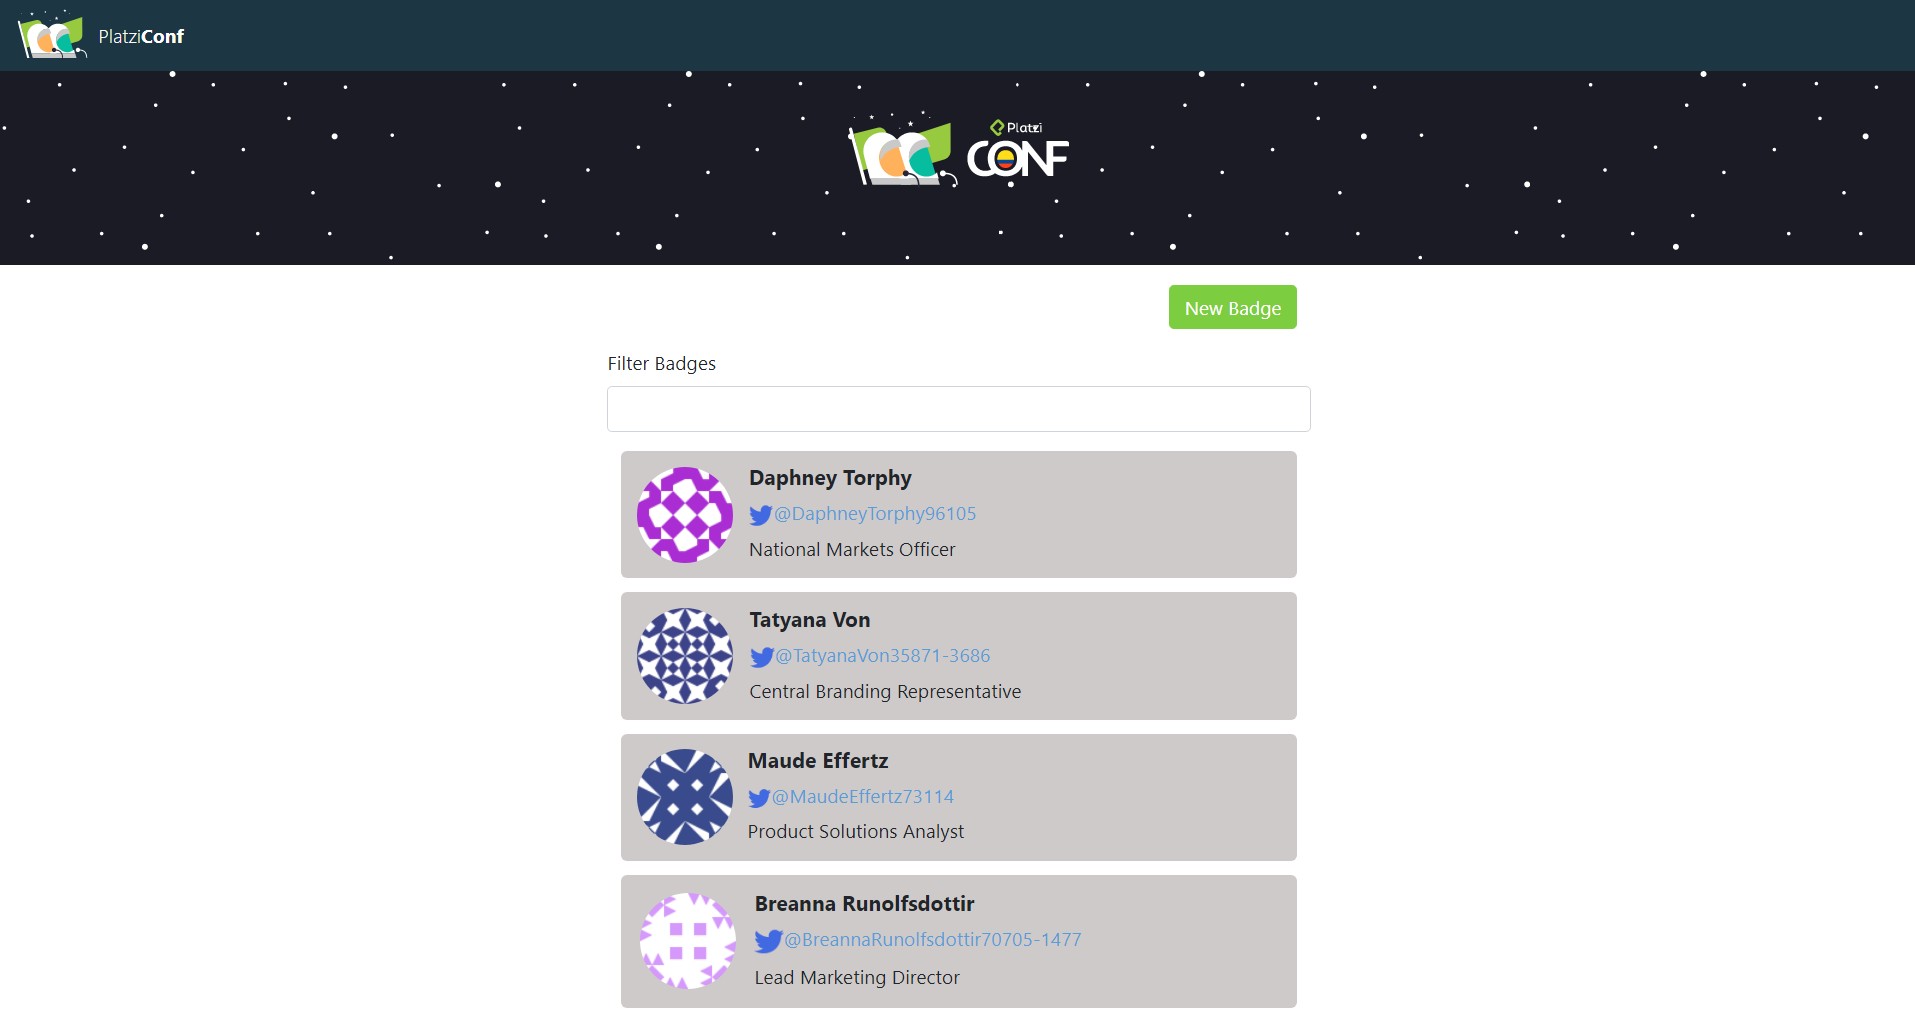 PlatziConf
Platzi
CONF
New Badge
Filter Badges
Daphney Torphy
@DaphneyTorphy96105
National Markets Officer
Tatyana Von
@TatyanaVon35871-3686
Central Branding Representative
Maude Effertz
@MaudeEffertz73114
Product Solutions Analyst
Breanna Runolfsdottir
@BreannaRunolfsdottir70705-1477
Lead Marketing Director